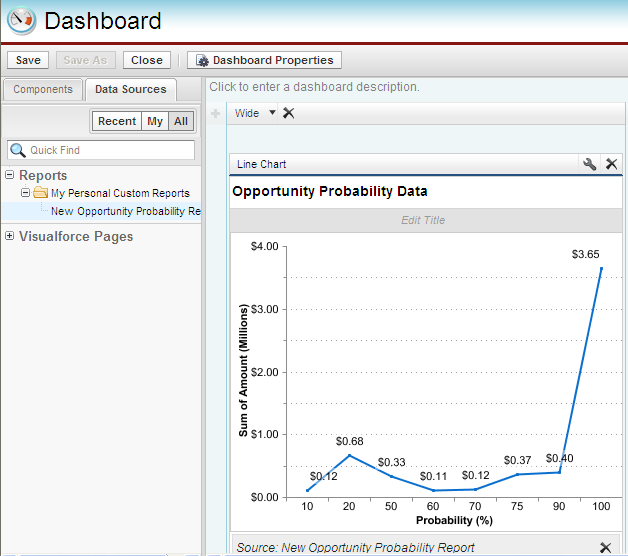 Dashboard
Save Save As Close Dashboard Properties
Components Data Sources
Click to enter a dashboard description.
Recent My All
Wide
Quick Find
Line Chart
Reports
My Personal Custom Reports
New Opportunity Probability Re
Visualforce Pages
Opportunity Probability Data
Edit Title
Sum of Amount (Millions)
$4.00
$3.00
$2.00
$1.00
$0.00
$0.12 $0.68 $0.33 $0.11 $0.12 $0.37 $0.40 $3.65
10 20 50 60 70 75 90 100
Probability (%)
Source: New Opportunity Probability Report